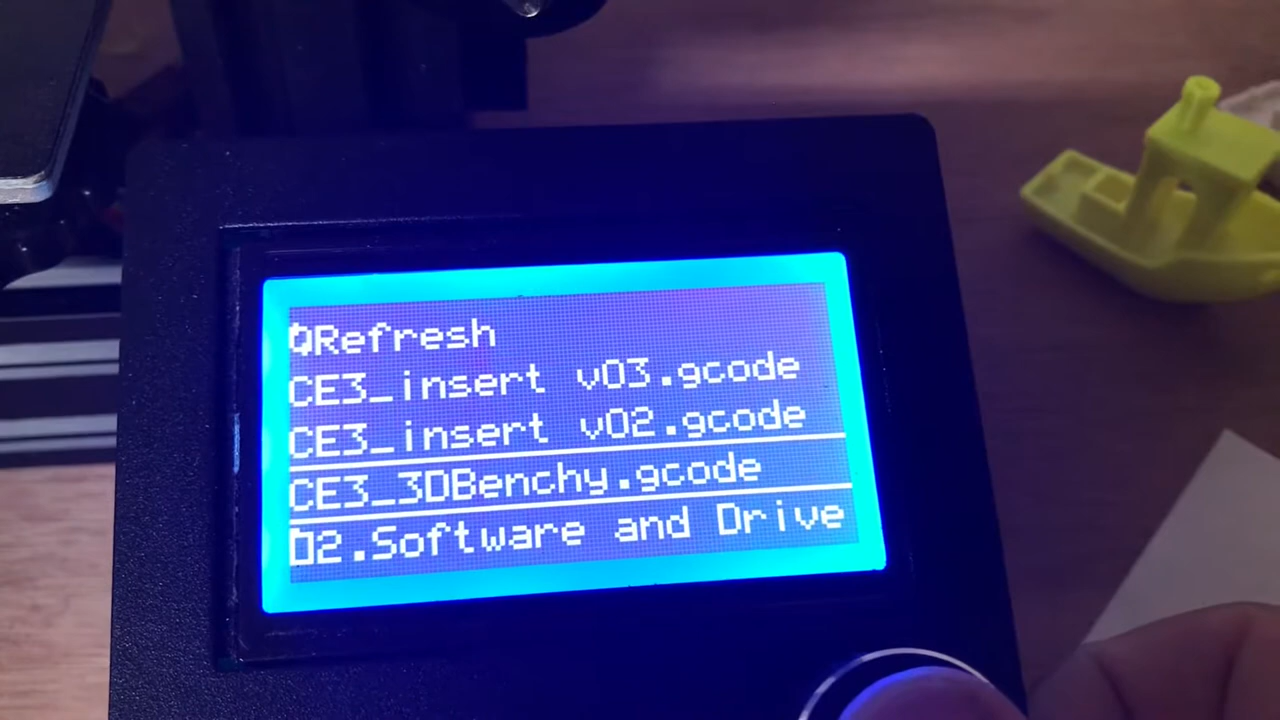 Refresh
CE3_insert v03.gcode
CE3_insert v02.gcode
CE3_3DBenchy.gcode
2.Software and Drive